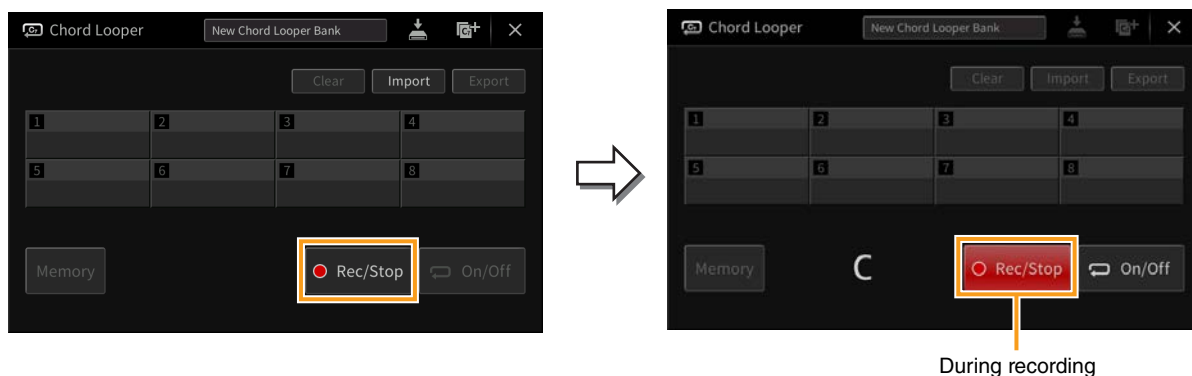 Chord Looper
New Chord Looper Bank
Clear
Import
Export
1
2
3
4
5
6
7
8
Memory
Rec/Stop
On/Off
Chord Looper
New Chord Looper Bank
Clear
Import
Export
1
2
3
4
5
6
7
8
Memory
C
Rec/Stop
On/Off
During recording